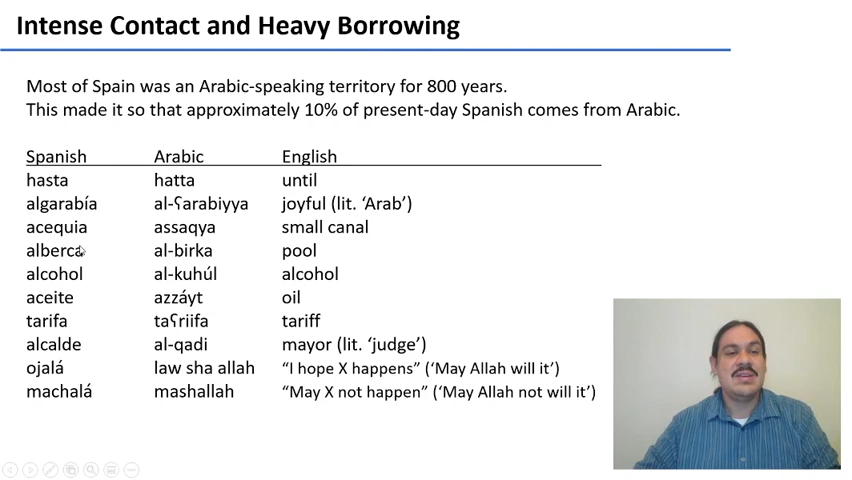 Intense Contact and Heavy Borrowing
Most of Spain was an Arabic-speaking territory for 800 years.
This made it so that approximately 10% of present-day Spanish comes from Arabic.
Spanish Arabic English
hasta hatta until
algarabía al-ʕarabiyya joyful (lit. ‘Arab’)
acequia assaqya small canal
alberca al-birka pool
alcohol al-kuhúl alcohol
aceite azzáyt oil
tarifa taʕriifa tariff
alcalde al-qadi mayor (lit. ‘judge’)
ojalá law sha allah “I hope X happens” (‘May Allah will it’)
machalá mashallah “May X not happen” (‘May Allah not will it’)